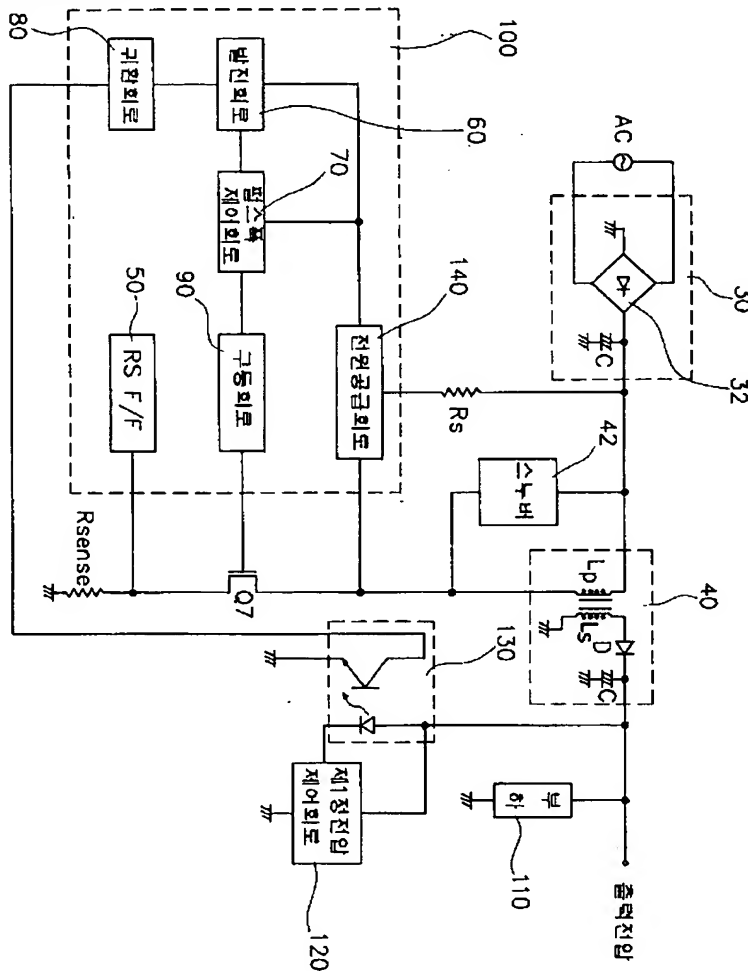 AC
30
32
C
40
Lp
Ls
D
C
출력전압
42
스누버
부
하
110
Rs
140
전원공급회로
130
제1정전압
제어회로
120
100
60
발진회로
70
펄스폭
제어회로
90
구동회로
Q7
80
귀환회로
50
RS F/F
Rsense